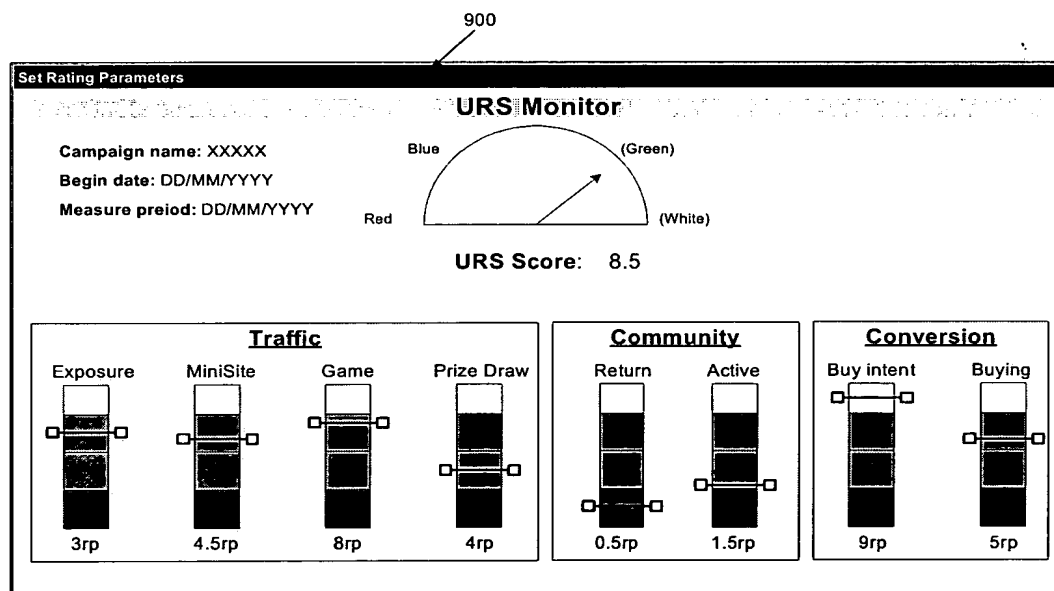 900
Set Rating Parameters
URS Monitor
Campaign name: XXXXX
Begin date: DD/MM/YYYY
Measure preiod: DD/MM/YYYY
Blue
(Green)
Red
(White)
URS Score: 8.5
Traffic
Exposure MiniSite Game Prize Draw
3rp 4.5rp 8rp 4rp
Community
Return Active
0.5rp 1.5rp
Conversion
Buy intent Buying
9rp 5rp